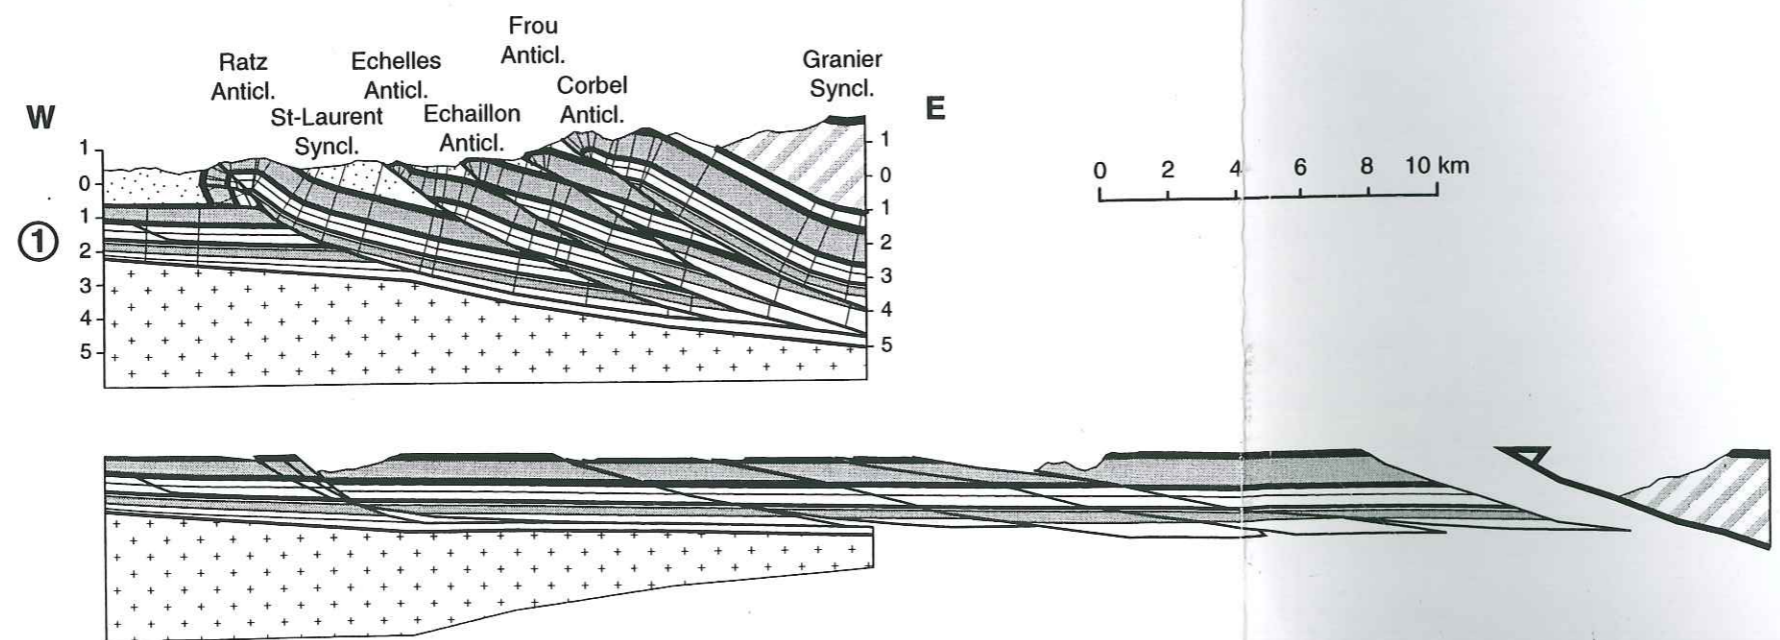 Frou
Anticl.
Ratz
Anticl.
Echelles
Anticl.
Granier
Syncl.
Corbel
Anticl.
St-Laurent
Syncl.
Echaillon
Anticl.
W
E
1
0
1
2
3
4
5
1
0
1
2
3
4
5
0 2 4 6 8 10 km
1